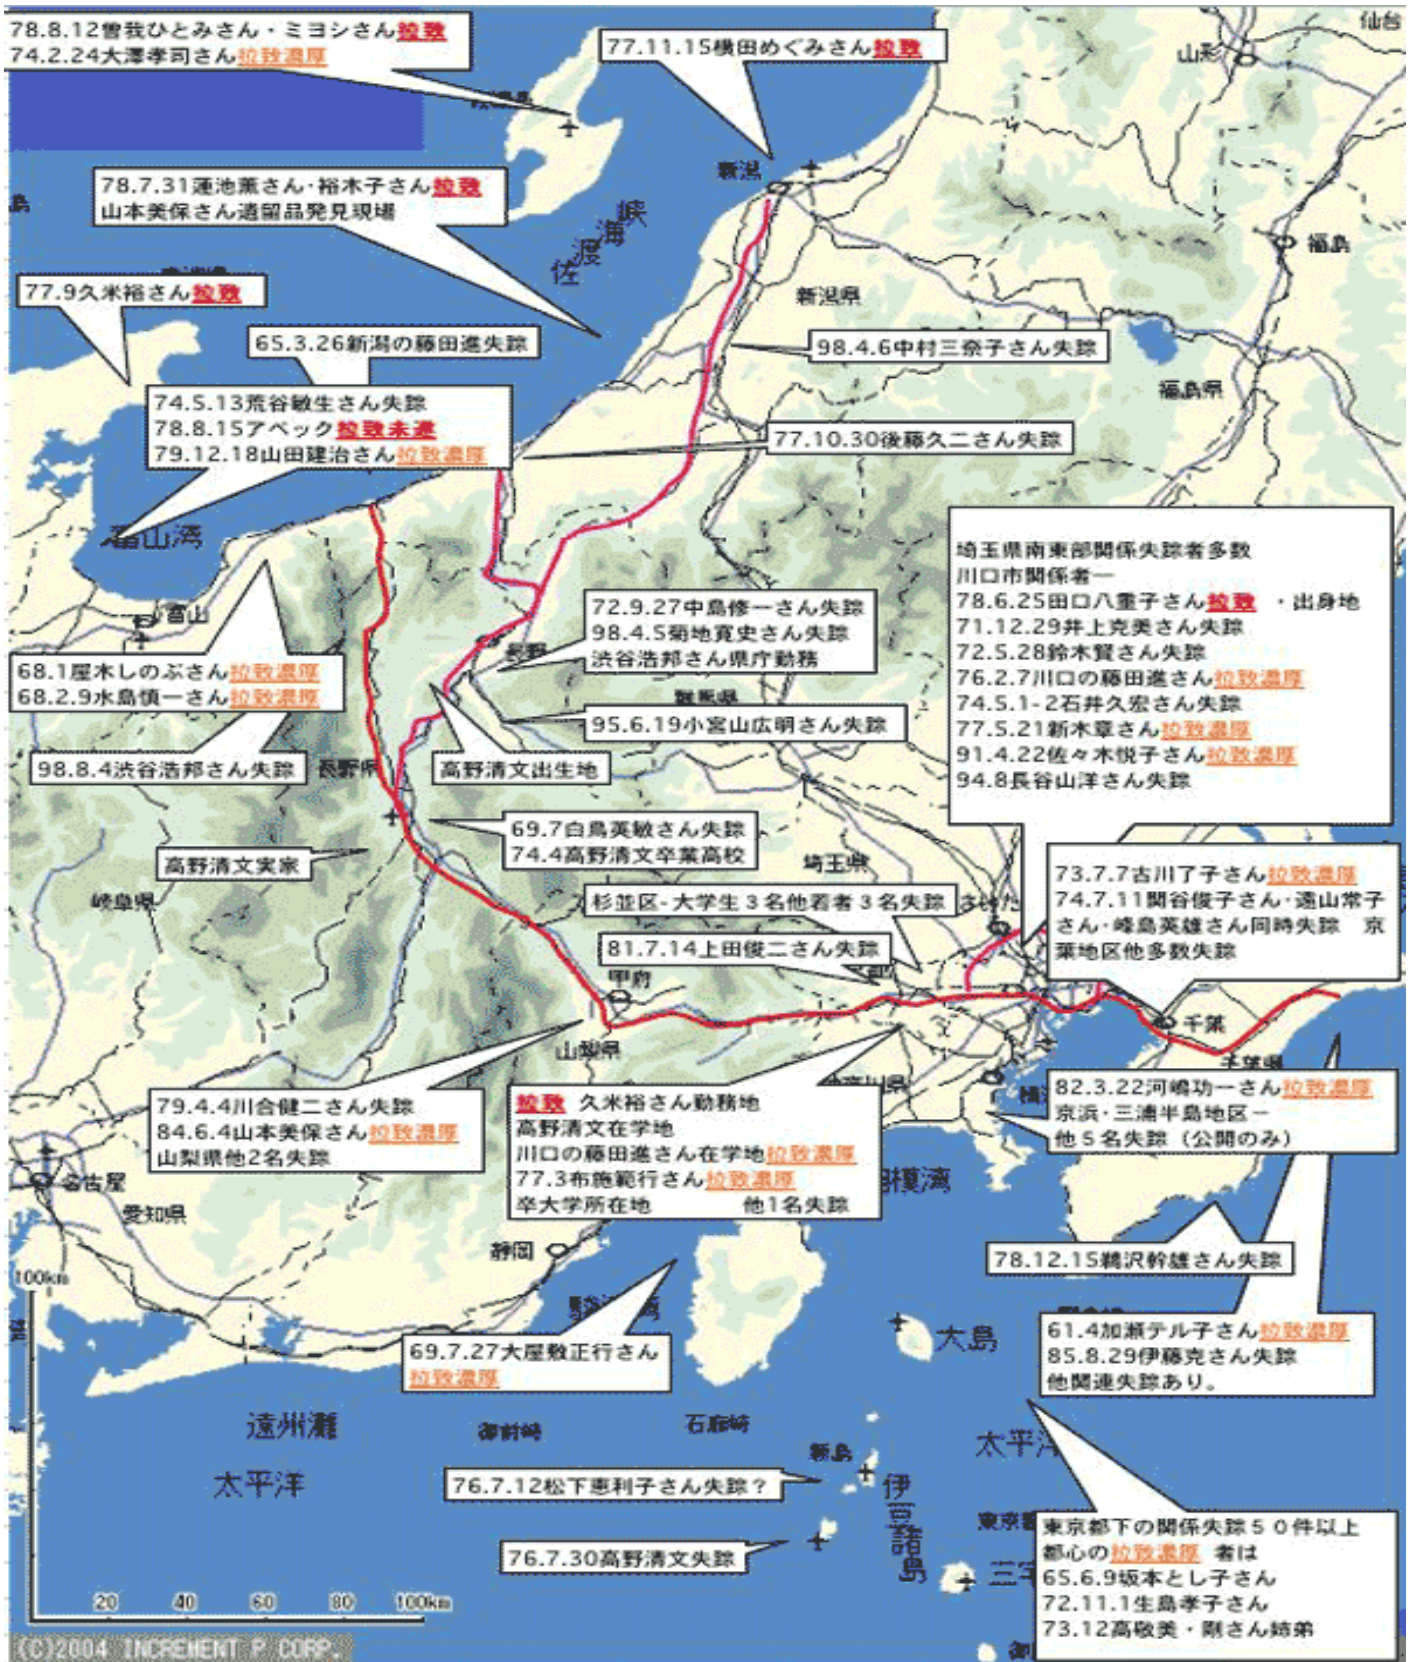 78.8.12曽我ひとみさん・ミヨシさん拉致
74.2.24大澤孝司さん拉致濃厚
77.11.15横田めぐみさん拉致
仙台
山形
新潟
78.7.31蓮池薫さん・裕木子さん拉致
山本美保さん遺留品発見現場
佐渡海峡
福島
77.9久米裕さん拉致
新潟県
65.3.26新潟の藤田進失踪
98.4.6中村三奈子さん失踪
福島県
74.5.13荒谷敏生さん失踪
78.8.15アベック拉致未遂
79.12.18山田建治さん拉致濃厚
77.10.30後藤久二さん失踪
富山湾
埼玉県南東部関係失踪者多数
川口市関係者ー
78.6.25田口八重子さん拉致 ・出身地
71.12.29井上克美さん失踪
72.5.28鈴木賢さん失踪
76.2.7川口の藤田進さん拉致濃厚
74.5.1-2石井久宏さん失踪
77.5.21新木章さん拉致濃厚
91.4.22佐々木悦子さん拉致濃厚
94.8長谷山洋さん失踪
富山
72.9.27中島修一さん失踪
98.4.5菊地寛史さん失踪
渋谷浩邦さん県庁勤務
長野
68.1屋木しのぶさん拉致濃厚
68.2.9水島慎一さん拉致濃厚
群馬県
95.6.19小宮山広明さん失踪
98.8.4渋谷浩邦さん失踪
長野県
高野清文出生地
69.7白鳥英敏さん失踪
74.4高野清文卒業高校
高野清文実家
埼玉県
岐阜県
杉並区-大学生３名他若者３名失踪
さいた
73.7.7古川了子さん拉致濃厚
74.7.11関谷俊子さん・遠山常子
さん・峰島英雄さん同時失踪　京
葉地区他多数失踪
81.7.14上田俊二さん失踪
甲府
千葉
山梨県
千葉県
79.4.4川合健二さん失踪
84.6.4山本美保さん拉致濃厚
山梨県他2名失踪
拉致 久米裕さん勤務地
高野清文在学地
川口の藤田進さん在学地拉致濃厚
77.3布施範行さん拉致濃厚
卒大学所在地　　　他1名失踪
82.3.22河嶋功一さん拉致濃厚
京浜・三浦半島地区ー
他５名失踪（公開のみ）
名古屋
愛知県
相模湾
静岡
78.12.15鵜沢幹雄さん失踪
100km
69.7.27大屋敷正行さん
拉致濃厚
大島
61.4加瀬テル子さん拉致濃厚
85.8.29伊藤克さん失踪
他関連失踪あり。
遠州灘
御前崎
石廊崎
太平洋
太平洋
新島
76.7.12松下恵利子さん失踪？
伊豆諸島
76.7.30高野清文失踪
東京都
三宅
東京都下の関係失踪５０件以上
都心の拉致濃厚 者は
65.6.9坂本とし子さん
72.11.1生島孝子さん
73.12高敬美・剛さん姉弟
20 40 60 80 100km
(C)2004 INCREMENT P CORP.